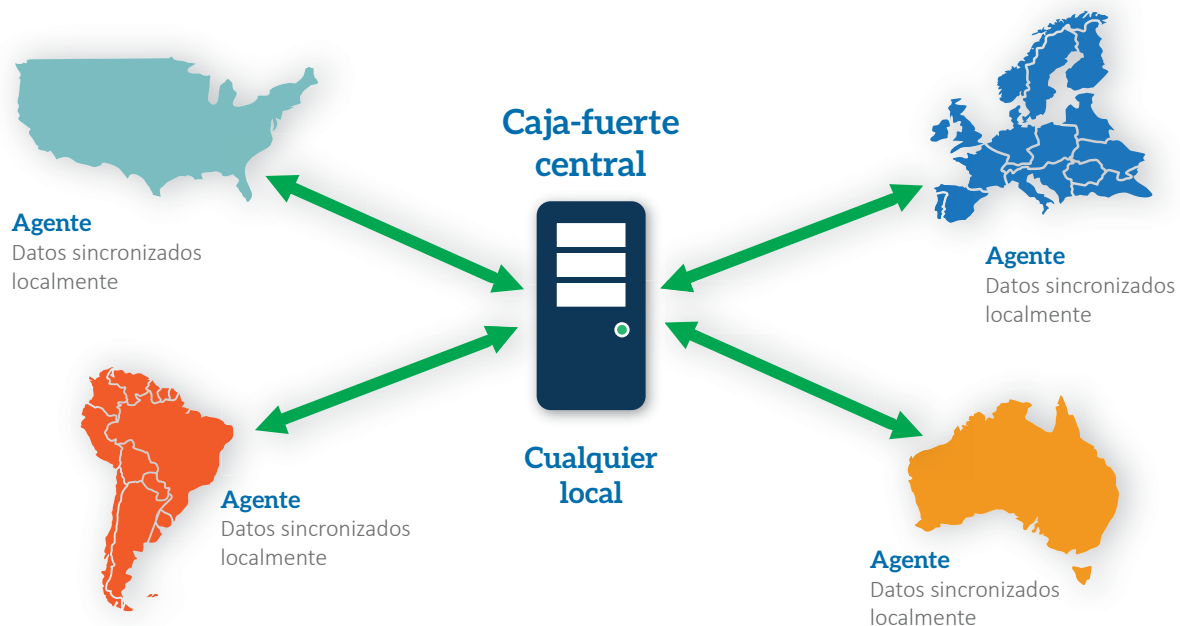 Caja-fuerte
central
Agente
Datos sincronizados
localmente
Agente
Datos sincronizados
localmente
Cualquier
local
Agente
Datos sincronizados
localmente
Agente
Datos sincronizados
localmente